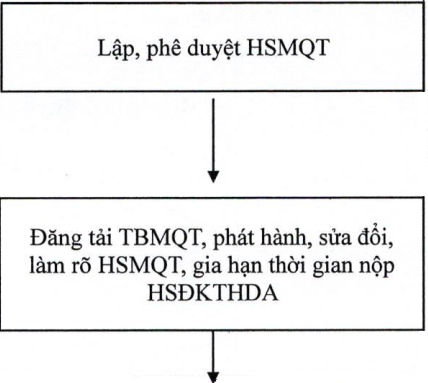 Lập, phê duyệt HSMQT
Đăng tải TBMQT, phát hành, sửa đổi,
làm rõ HSMQT, gia hạn thời gian nộp
HSĐKTHDA